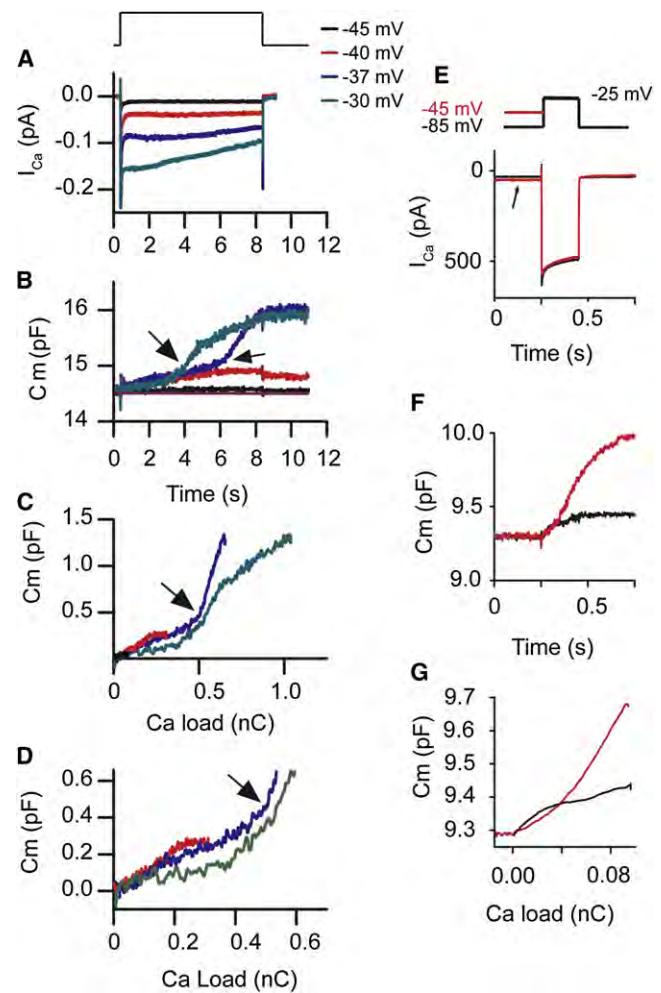 A
-45 mV
-40 mV
-37 mV
-30 mV
I_Ca (pA)
0.0
-0.1
-0.2
0 2 4 6 8 10 12
B
Cm (pF)
16
15
14
0 2 4 6 8 10 12
Time (s)
C
Cm (pF)
1.5
1.0
0.5
0 0.5 1.0
Ca load (nC)
D
Cm (pF)
0.6
0.4
0.2
0.0
0 0.2 0.4 0.6
Ca Load (nC)
E
-25 mV
-45 mV
-85 mV
I_Ca (pA)
0
500
0 0.5
Time (s)
F
Cm (pF)
10.0
9.5
9.0
0 0.5
Time (s)
G
Cm (pF)
9.7
9.6
9.5
9.4
9.3
0.00 0.08
Ca load (nC)